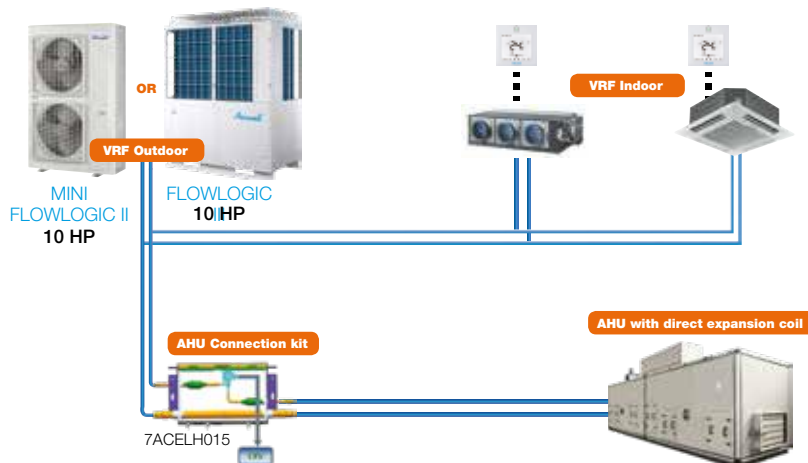 OR
VRF Indoor
VRF Outdoor
MINI
FLOWLOGIC II
10 HP
FLOWLOGIC
II
10 HP
AHU Connection kit
AHU with direct expansion coil
7ACELH015